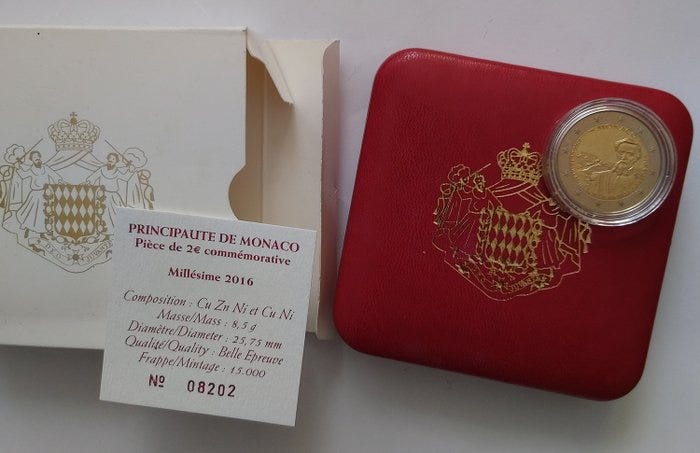 PRINCIPAUTE DE MONACO
Pièce de 2€ commémorative
Millésime 2016
Composition : Cu Zn Ni et Cu Ni
Masse/Mass : 8,5 g
Diamètre/Diameter : 25,75 mm
Qualité/Quality : Belle Epreuve
Frappe/Mintage : 15.000
Nº 08202